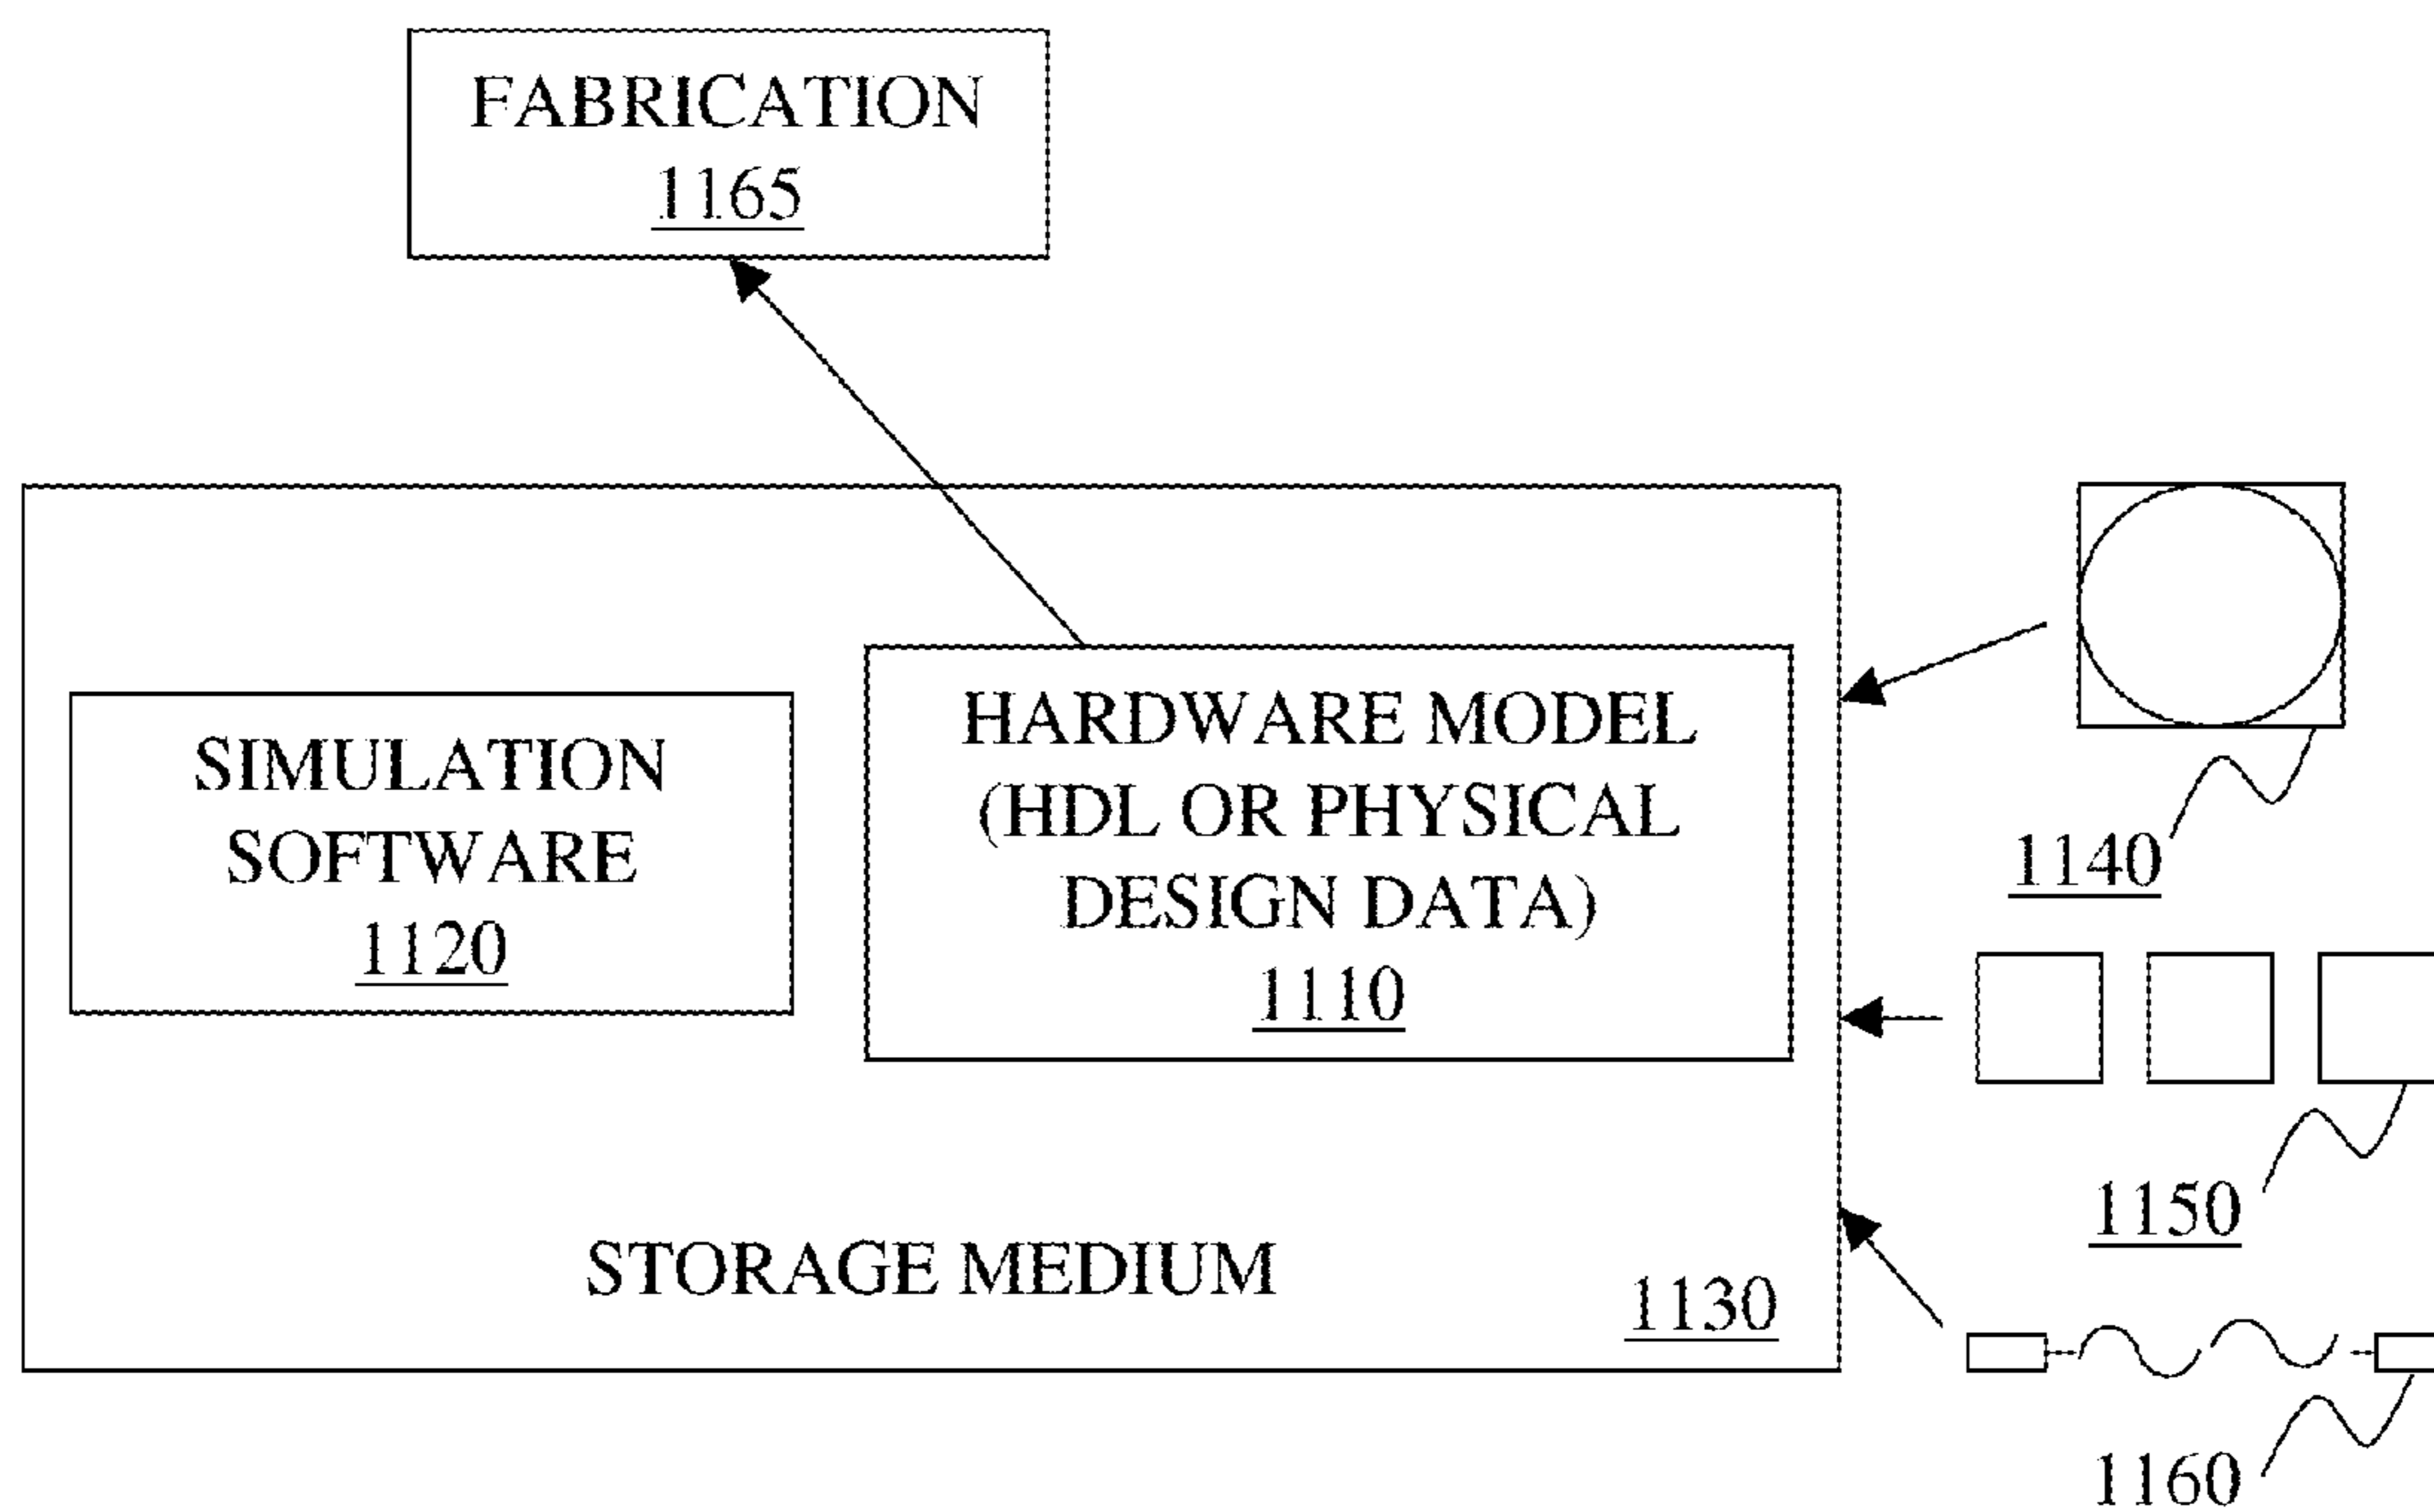 FABRICATION
1165
SIMULATION
SOFTWARE
1120
HARDWARE MODEL
(HDL OR PHYSICAL
DESIGN DATA)
1110
STORAGE MEDIUM
1130
1140
1150
1160